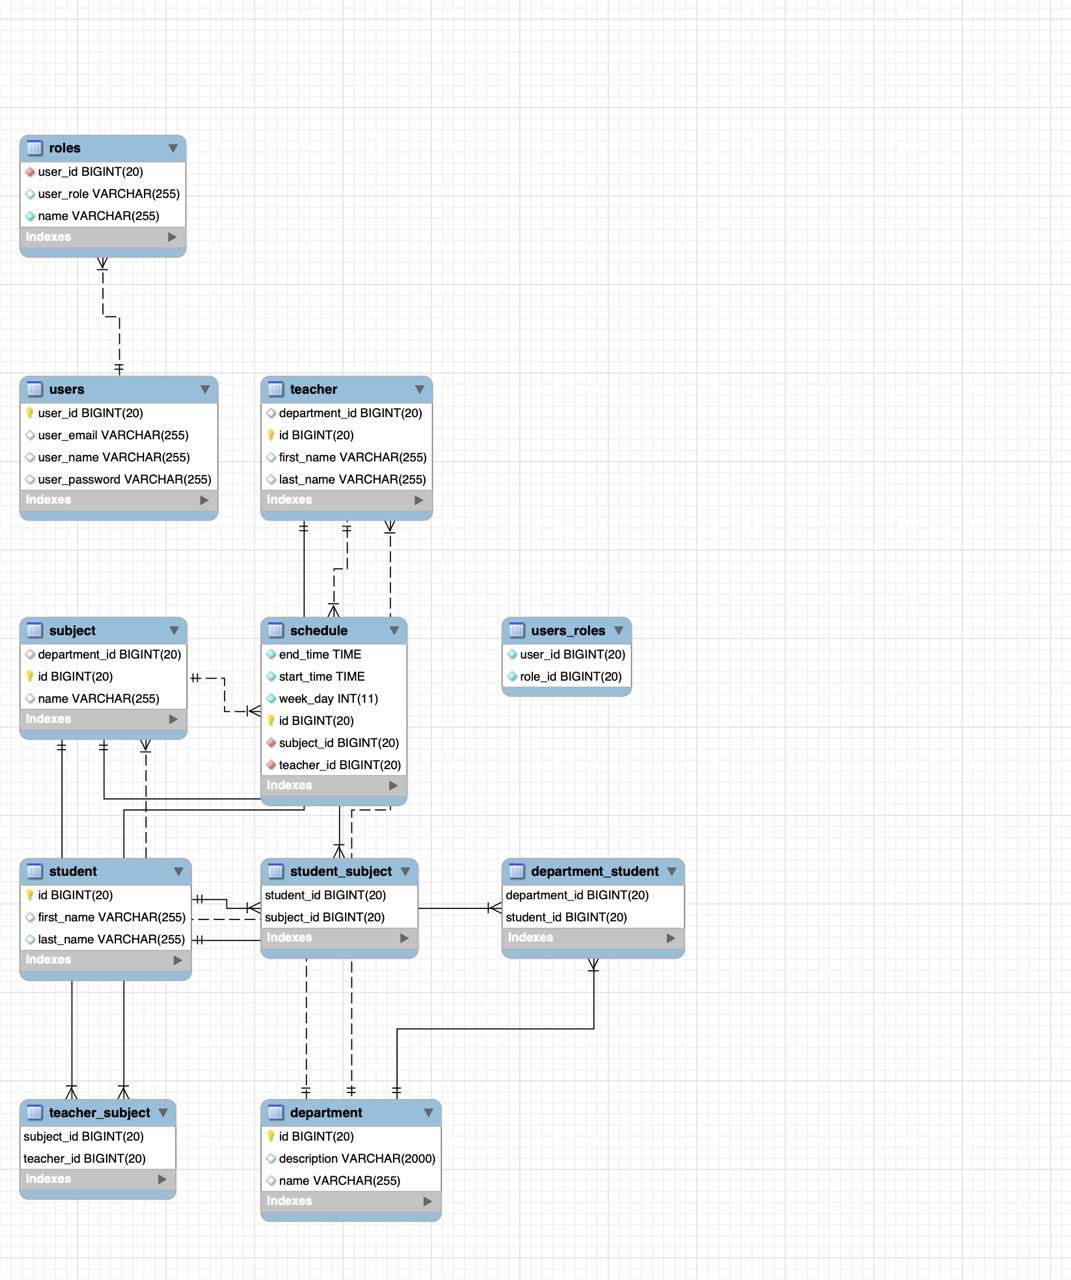 roles
user_id BIGINT(20)
user_role VARCHAR(255)
name VARCHAR(255)
Indexes
users
user_id BIGINT(20)
user_email VARCHAR(255)
user_name VARCHAR(255)
user_password VARCHAR(255)
Indexes
teacher
department_id BIGINT(20)
id BIGINT(20)
first_name VARCHAR(255)
last_name VARCHAR(255)
Indexes
subject
department_id BIGINT(20)
id BIGINT(20)
name VARCHAR(255)
Indexes
schedule
end_time TIME
start_time TIME
week_day INT(11)
id BIGINT(20)
subject_id BIGINT(20)
teacher_id BIGINT(20)
Indexes
users_roles
user_id BIGINT(20)
role_id BIGINT(20)
student
id BIGINT(20)
first_name VARCHAR(255)
last_name VARCHAR(255)
Indexes
student_subject
student_id BIGINT(20)
subject_id BIGINT(20)
Indexes
department_student
department_id BIGINT(20)
student_id BIGINT(20)
Indexes
teacher_subject
subject_id BIGINT(20)
teacher_id BIGINT(20)
Indexes
department
id BIGINT(20)
description VARCHAR(2000)
name VARCHAR(255)
Indexes